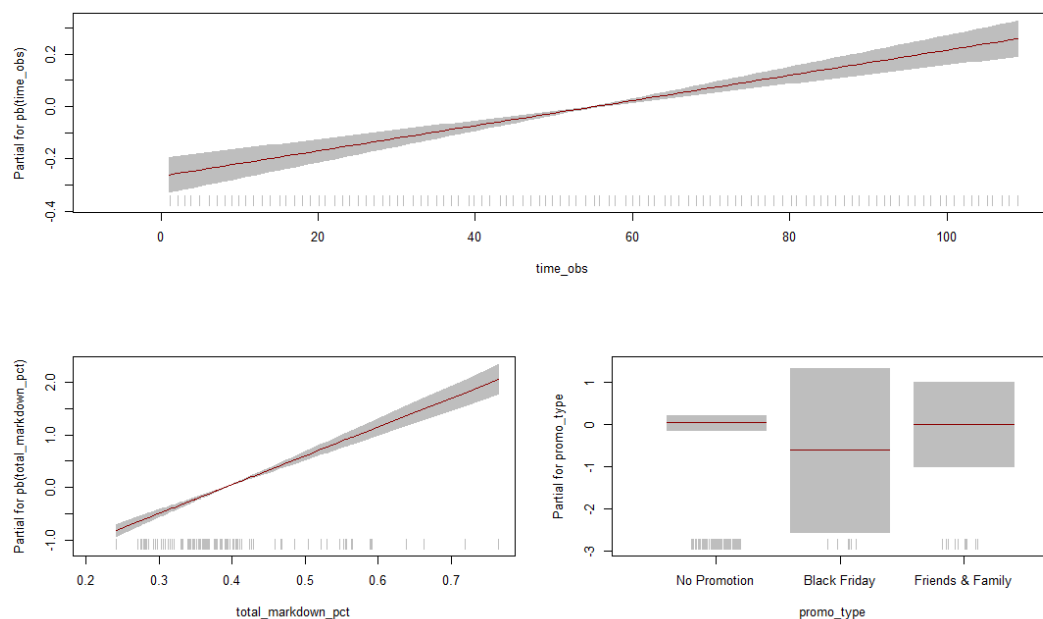 Partial for pb(time_obs)
0.2
0.0
-0.2
-0.4
0 20 40 60 80 100
time_obs
Partial for pb(total_markdown_pct)
2.0
1.0
0.0
-1.0
0.2 0.3 0.4 0.5 0.6 0.7
total_markdown_pct
Partial for promo_type
1
0
-1
-2
-3
No Promotion Black Friday Friends & Family
promo_type